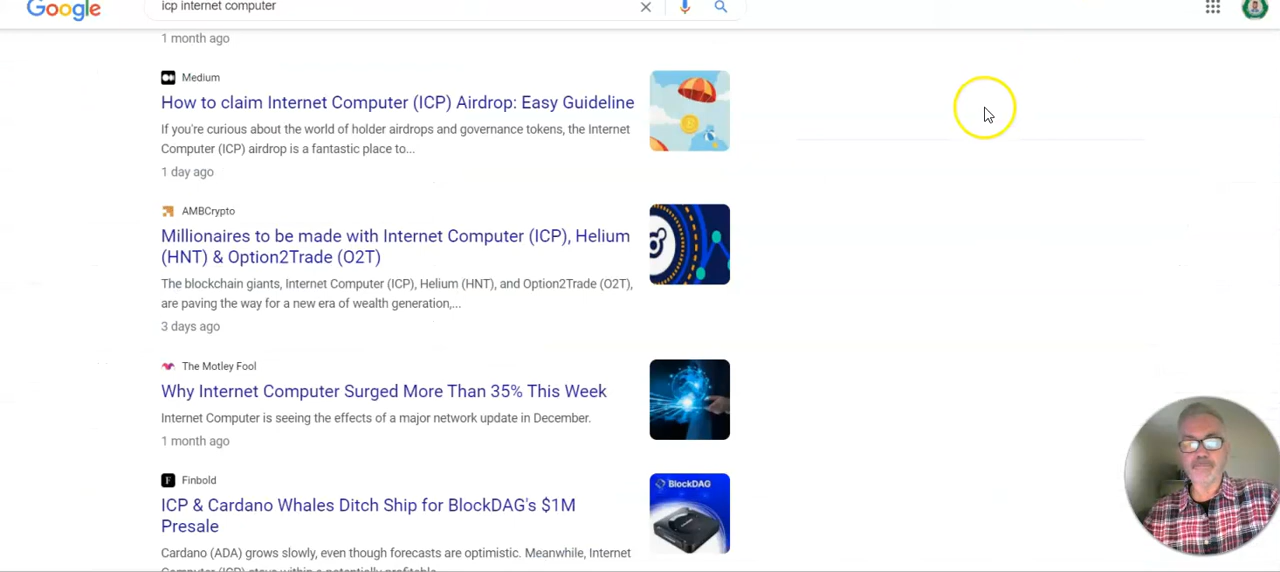 Google
icp internet computer
1 month ago
Medium
How to claim Internet Computer (ICP) Airdrop: Easy Guideline
If you're curious about the world of holder airdrops and governance tokens, the Internet
Computer (ICP) airdrop is a fantastic place to...
1 day ago
AMBCrypto
Millionaires to be made with Internet Computer (ICP), Helium
(HNT) & Option2Trade (O2T)
The blockchain giants, Internet Computer (ICP), Helium (HNT), and Option2Trade (O2T),
are paving the way for a new era of wealth generation,...
3 days ago
The Motley Fool
Why Internet Computer Surged More Than 35% This Week
Internet Computer is seeing the effects of a major network update in December.
1 month ago
Finbold
ICP & Cardano Whales Ditch Ship for BlockDAG's $1M
Presale
BlockDAG
Cardano (ADA) grows slowly, even though forecasts are optimistic. Meanwhile, Internet
Computer (ICP) stays within a potentially profitable...